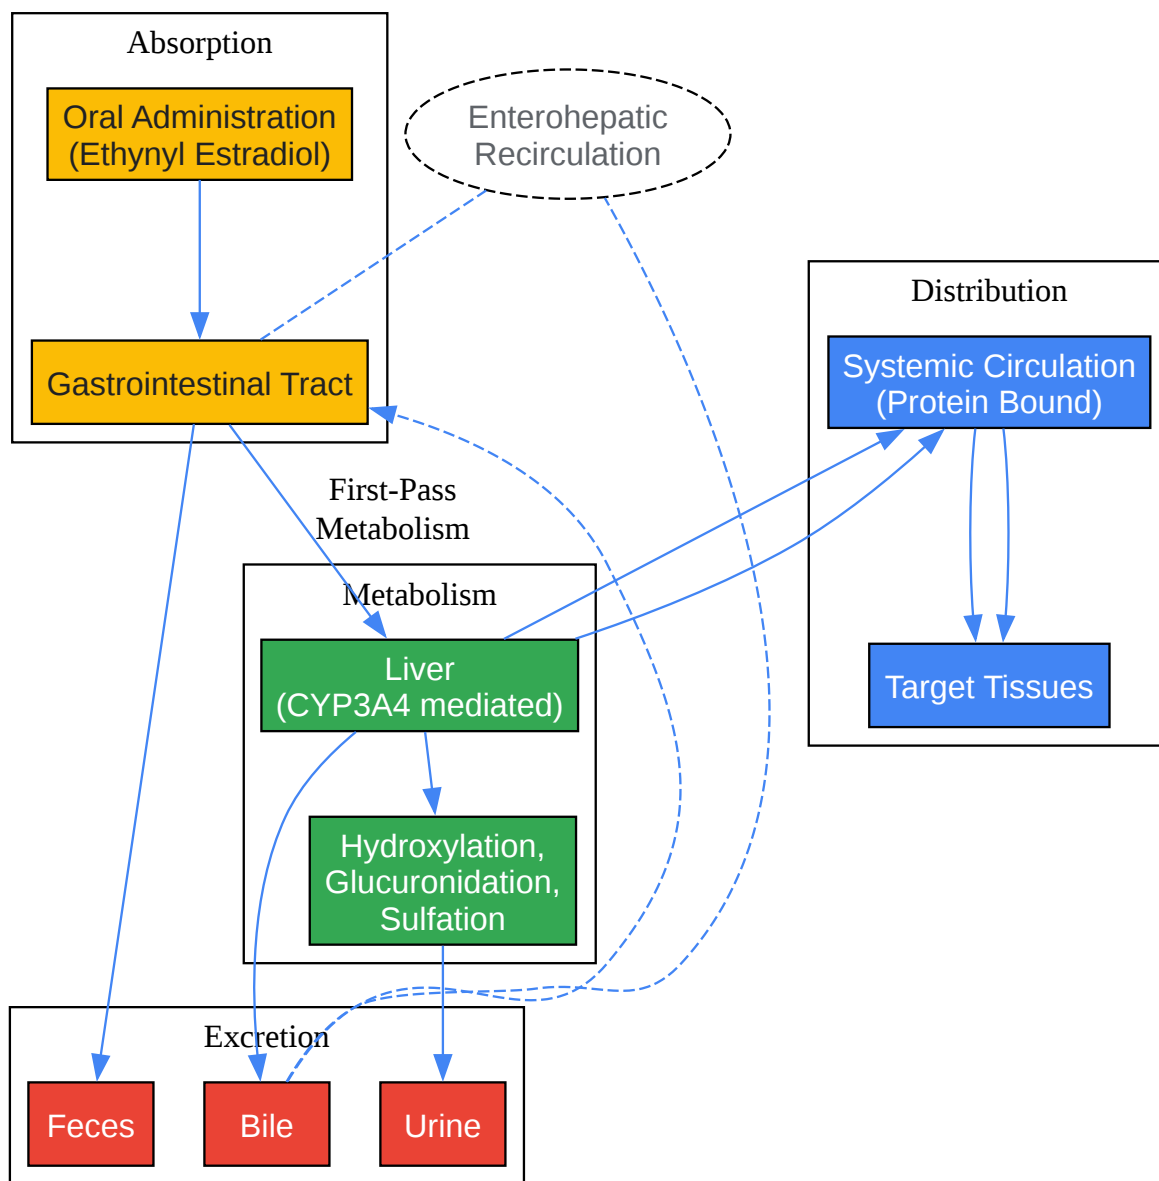 Absorption
Oral Administration
(Ethynyl Estradiol)
Enterohepatic
Recirculation
Gastrointestinal Tract
Distribution
Systemic Circulation
(Protein Bound)
Target Tissues
First-Pass
Metabolism
Metabolism
Liver
(CYP3A4 mediated)
Hydroxylation,
Glucuronidation,
Sulfation
Excretion
Feces
Bile
Urine